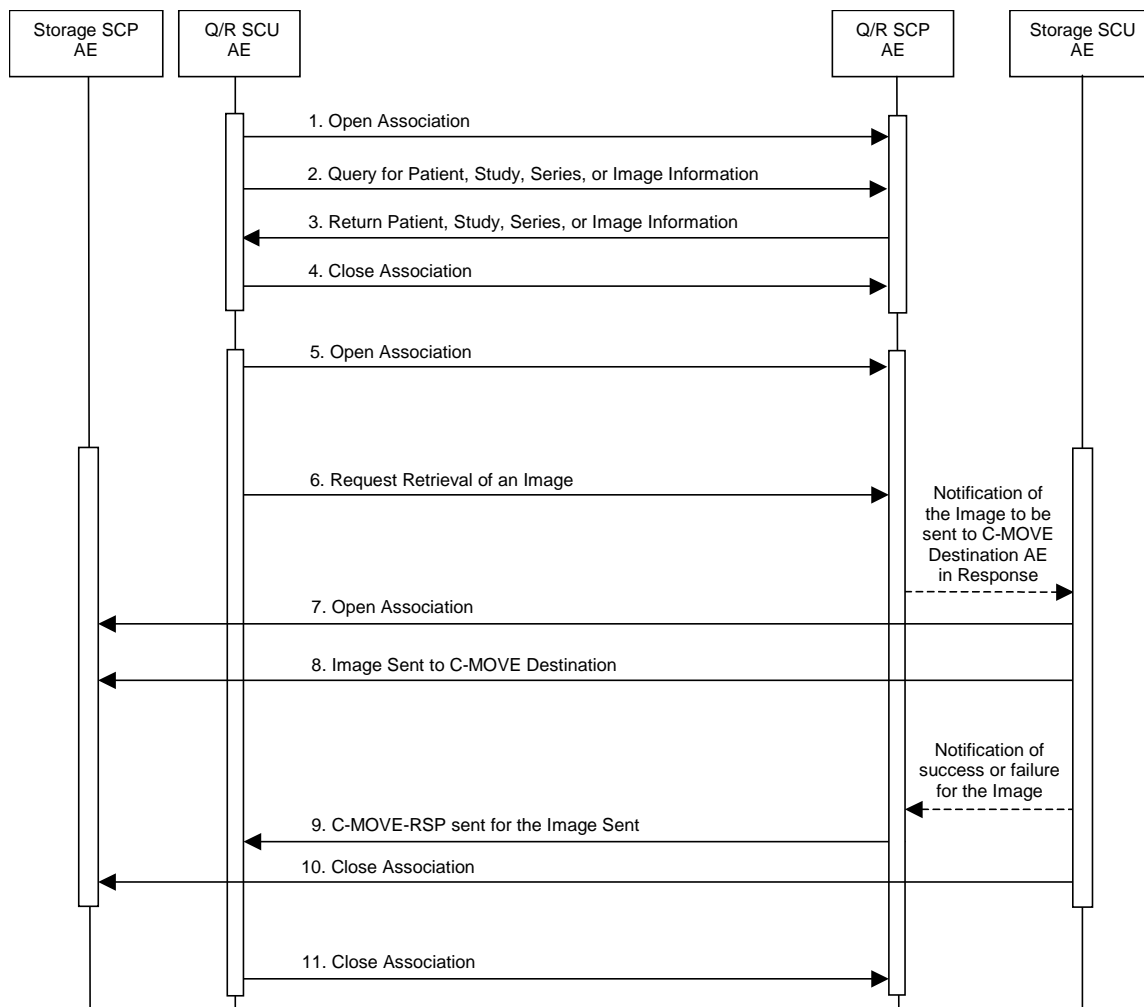 Storage SCP
AE
Q/R SCU
AE
Q/R SCP
AE
Storage SCU
AE
1. Open Association
2. Query for Patient, Study, Series, or Image Information
3. Return Patient, Study, Series, or Image Information
4. Close Association
5. Open Association
6. Request Retrieval of an Image
Notification of
the Image to be
sent to C-MOVE
Destination AE
in Response
7. Open Association
8. Image Sent to C-MOVE Destination
Notification of
success or failure
for the Image
9. C-MOVE-RSP sent for the Image Sent
10. Close Association
11. Close Association